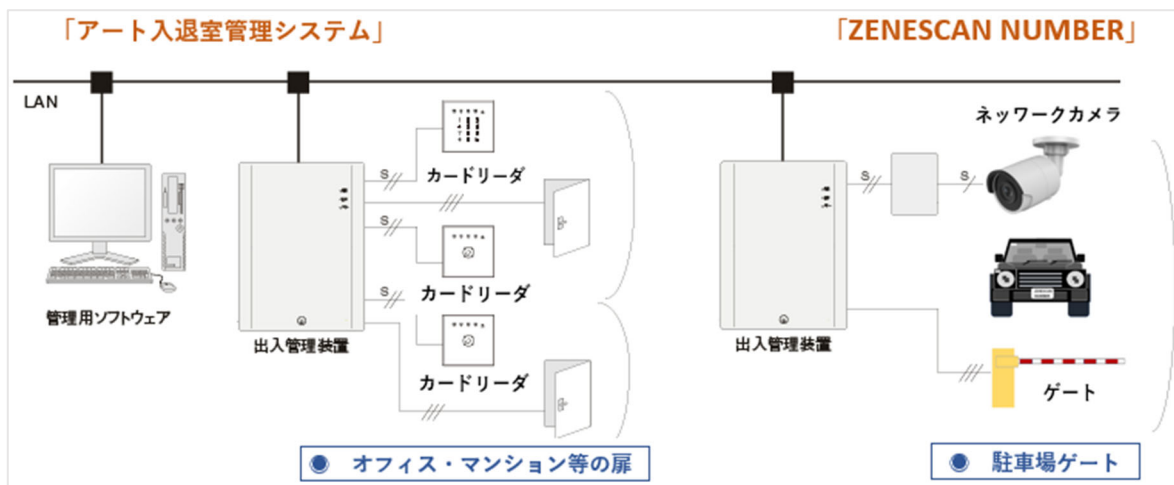 「アート入退室管理システム」
「ZENESCAN NUMBER」
LAN
ネッワークカメラ
カードリーダ
カードリーダ
カードリーダ
管理用ソフトウェア
出入管理装置
出入管理装置
S
S
S
S
S
ZENESCAN
NUMBER
ゲート
オフィス・マンション等の扉
駐車場ゲート